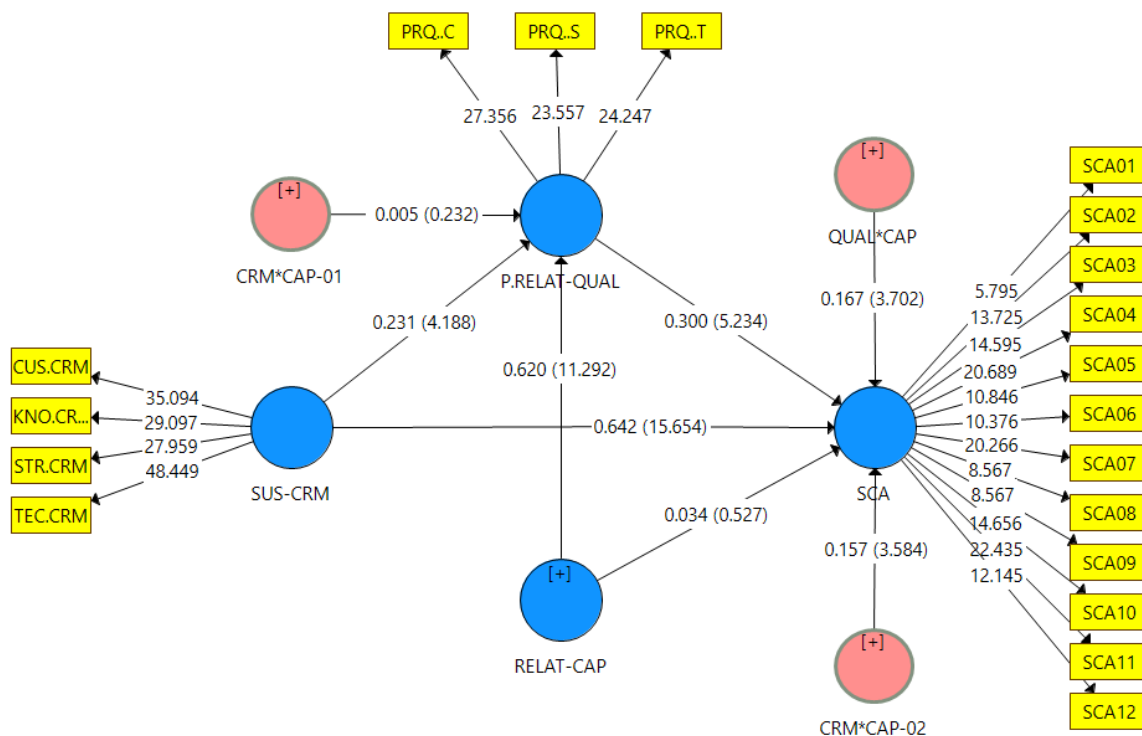 PRQ..C
PRQ..S
PRQ..T
27.356
23.557
24.247
[+]
CRM*CAP-01
0.005 (0.232)
P.RELAT-QUAL
[+]
QUAL*CAP
0.167 (3.702)
0.231 (4.188)
0.300 (5.234)
0.620 (11.292)
CUS.CRM
KNO.CR...
STR.CRM
TEC.CRM
35.094
29.097
27.959
48.449
SUS-CRM
0.642 (15.654)
SCA
0.034 (0.527)
0.157 (3.584)
[+]
RELAT-CAP
[+]
CRM*CAP-02
5.795
13.725
14.595
20.689
10.846
10.376
20.266
8.567
8.567
14.656
22.435
12.145
SCA01
SCA02
SCA03
SCA04
SCA05
SCA06
SCA07
SCA08
SCA09
SCA10
SCA11
SCA12